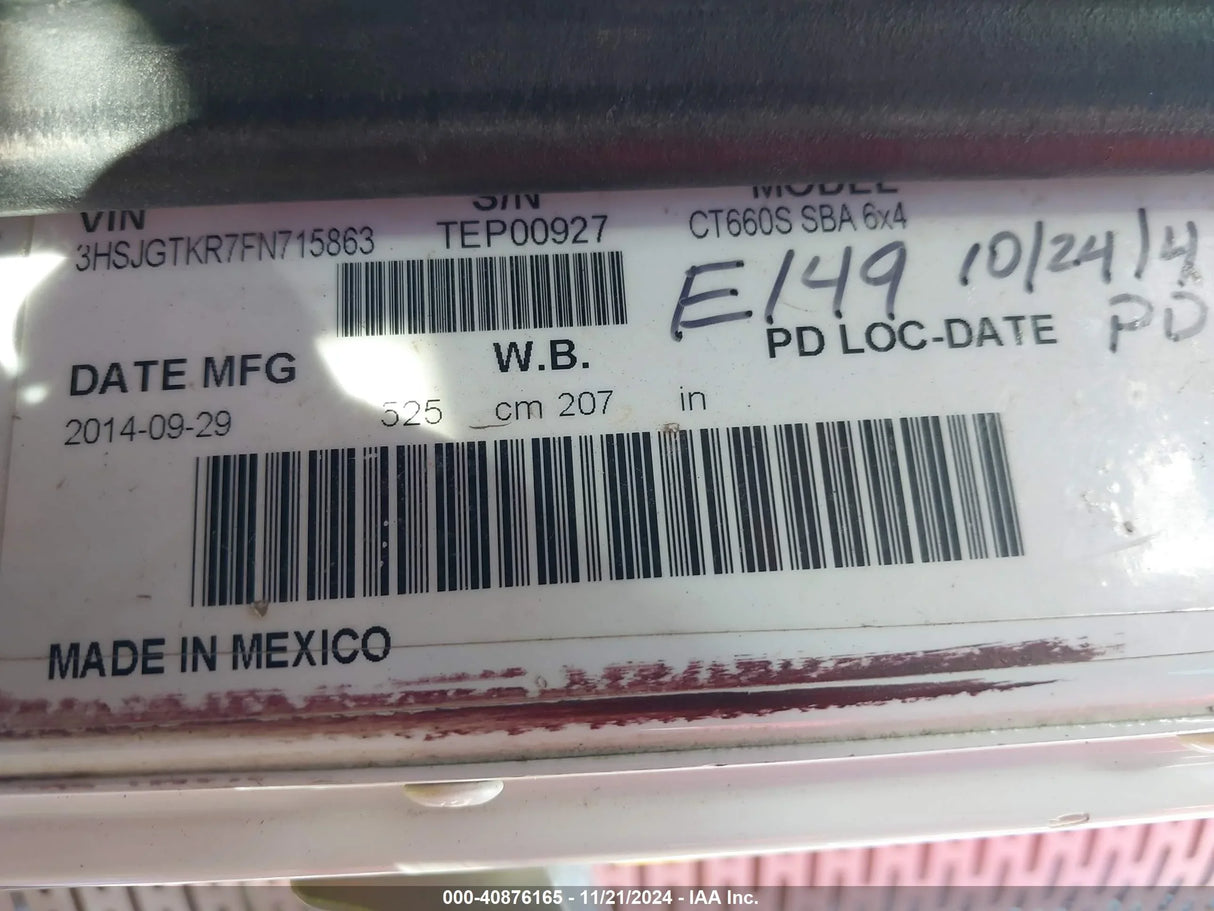 VIN S/N MODEL
3HSJGTKR7FN715863 TEP00927 CT660S SBA 6x4
E149 10/24/14
PD LOC-DATE PD
DATE MFG W.B.
2014-09-29 525 cm 207 in
MADE IN MEXICO
000-40876165 - 11/21/2024 - IAA Inc.